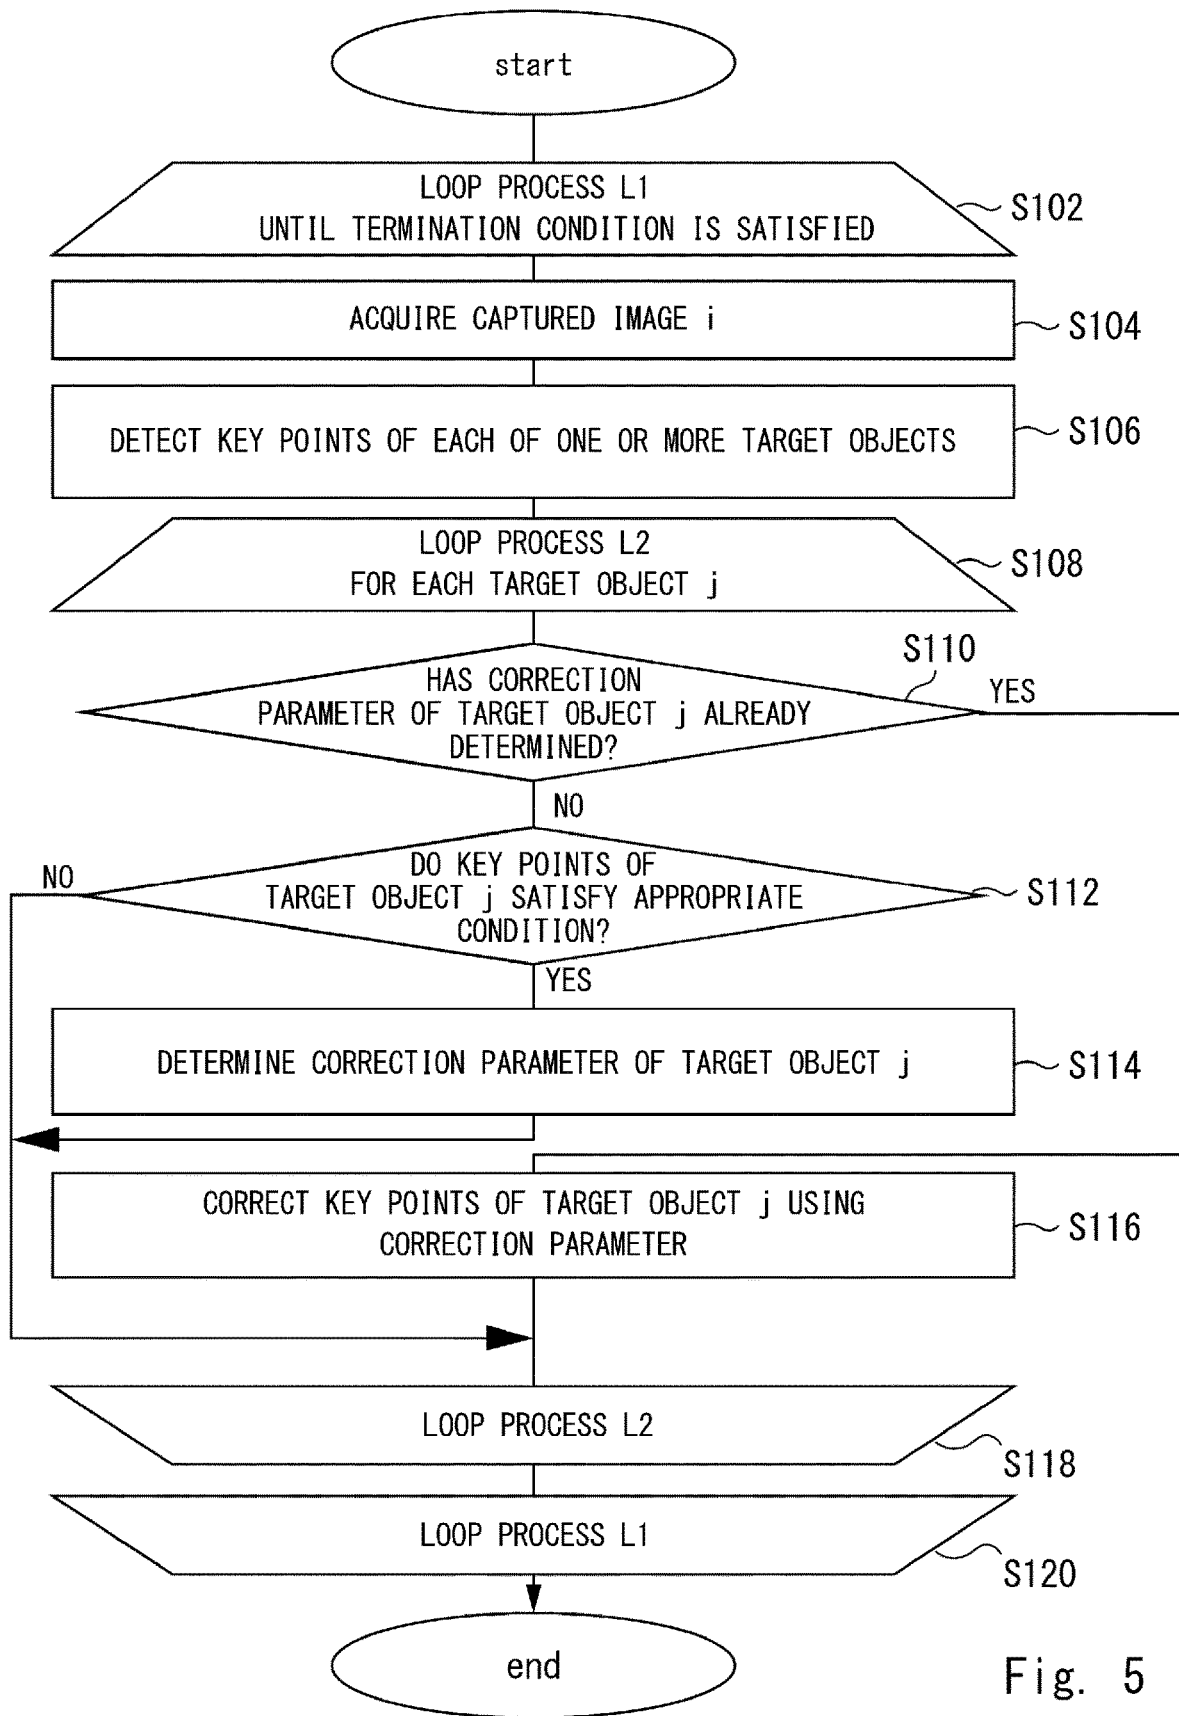 start
LOOP PROCESS L1
UNTIL TERMINATION CONDITION IS SATISFIED
S102
ACQUIRE CAPTURED IMAGE i
S104
DETECT KEY POINTS OF EACH OF ONE OR MORE TARGET OBJECTS
S106
LOOP PROCESS L2
FOR EACH TARGET OBJECT j
S108
HAS CORRECTION
PARAMETER OF TARGET OBJECT j ALREADY
DETERMINED?
S110
YES
NO
DO KEY POINTS OF
TARGET OBJECT j SATISFY APPROPRIATE
CONDITION?
NO
S112
YES
DETERMINE CORRECTION PARAMETER OF TARGET OBJECT j
S114
CORRECT KEY POINTS OF TARGET OBJECT j USING
CORRECTION PARAMETER
S116
LOOP PROCESS L2
S118
LOOP PROCESS L1
S120
end
Fig. 5